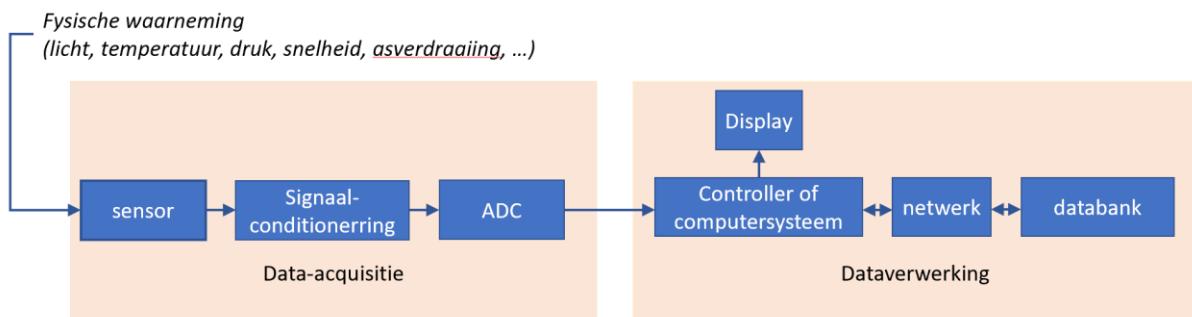 Fysische waarneming
(licht, temperatuur, druk, snelheid, asverdraaiing, ...)
Display
sensor
Signaal-
conditionerring
ADC
Controller of
computersysteem
netwerk
databank
Data-acquisitie
Dataverwerking